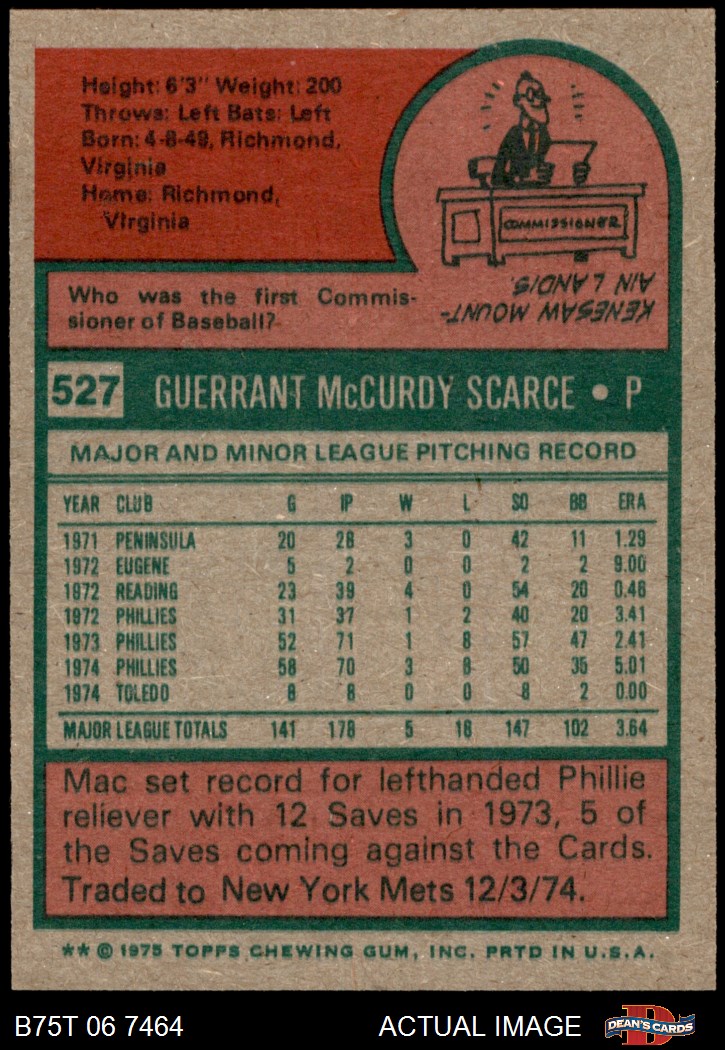 Height: 6'3" Weight: 200
Throws: Left Bats: Left
Born: 4-8-49, Richmond,
Virginia
Home: Richmond,
Virginia
COMMISSIONER
Who was the first Commis-
sioner of Baseball?
KENESAW MOUNT-
AIN LANDIS.
527 GUERRANT McCURDY SCARCE • P
MAJOR AND MINOR LEAGUE PITCHING RECORD
YEAR CLUB G IP W L SO BB ERA
1971 PENINSULA 20 28 3 0 42 11 1.29
1972 EUGENE 5 2 0 0 2 2 9.00
1972 READING 23 39 4 0 54 20 0.46
1972 PHILLIES 31 37 1 2 40 20 3.41
1973 PHILLIES 52 71 1 8 57 47 2.41
1974 PHILLIES 58 70 3 8 50 35 5.01
1974 TOLEDO 8 8 0 0 8 2 0.00
MAJOR LEAGUE TOTALS 141 178 5 18 147 102 3.64
Mac set record for lefthanded Phillie
reliever with 12 Saves in 1973, 5 of
the Saves coming against the Cards.
Traded to New York Mets 12/3/74.
** © 1975 TOPPS CHEWING GUM, INC. PRTD IN U.S.A.
B75T 06 7464 ACTUAL IMAGE D DEAN'S CARDS